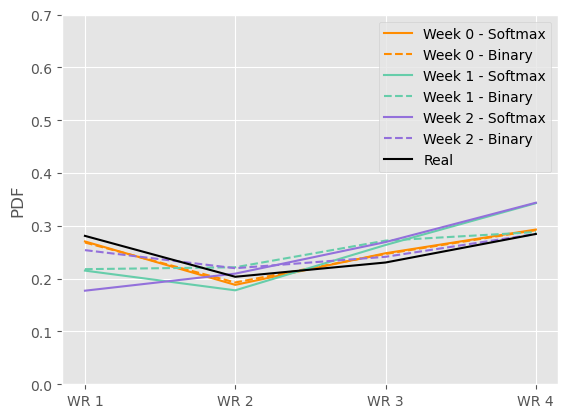 0.7
0.6
0.5
0.4
0.3
0.2
0.1
0.0
PDF
WR 1
WR 2
WR 3
WR 4
Week 0 - Softmax
Week 0 - Binary
Week 1 - Softmax
Week 1 - Binary
Week 2 - Softmax
Week 2 - Binary
Real